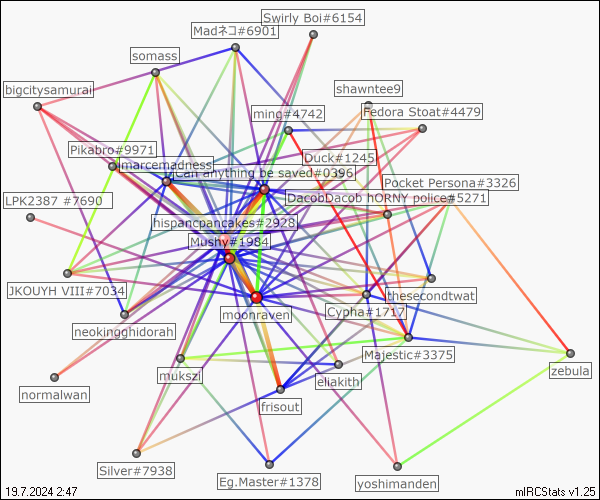 Swirly Boi#6154
Madネコ#6901
somass
bigcitysamurai
shawntee9
ming#4742
Fedora Stoat#4479
Pikabro#9971
Duck#1245
marcemadness
Can anything be saved#0396
Pocket Persona#3326
LPK2387 #7690
DacobDacob hORNY police#5271
hispancpancakes#2928
Mushy#1984
JKOUYH VIII#7034
thesecondtwat
moonraven
Cypha#1717
neokingghidorah
Majestic#3375
zebula
mukszi
eliakith
normalwan
frisout
Silver#7938
Eg.Master#1378
yoshimanden
19.7.2024 2:47
mIRCStats v1.25